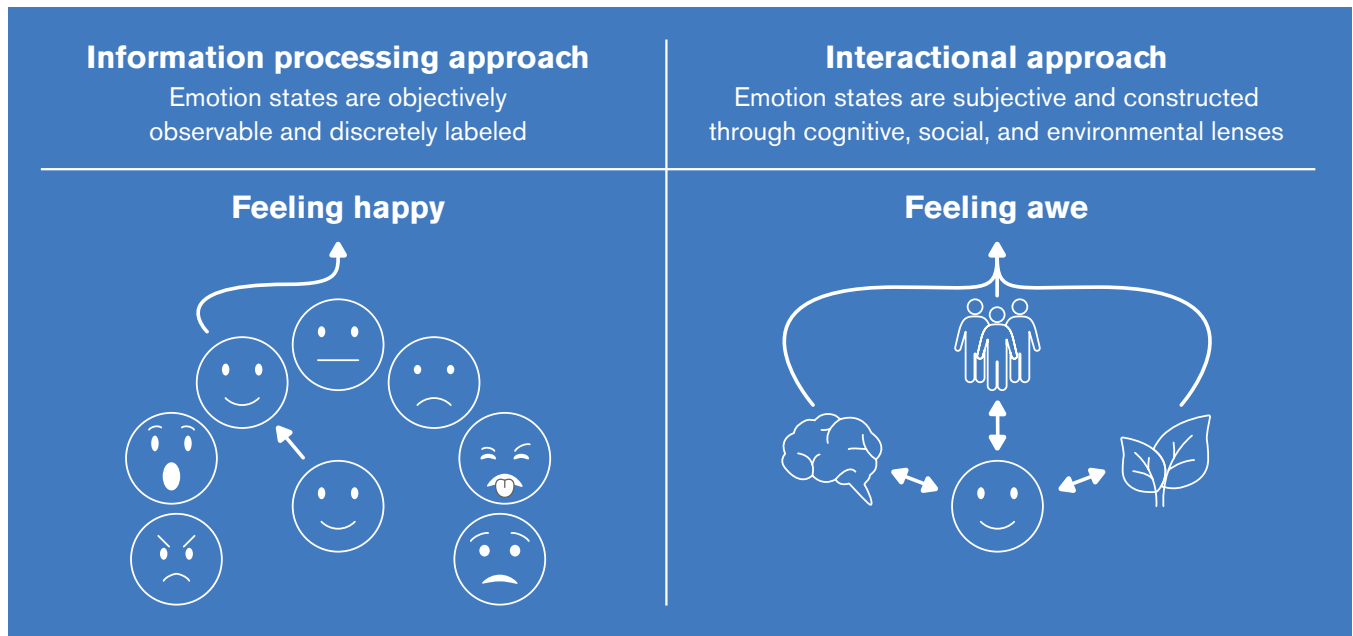 Information processing approach
Emotion states are objectively
observable and discretely labeled
Feeling happy
Interactional approach
Emotion states are subjective and constructed
through cognitive, social, and environmental lenses
Feeling awe